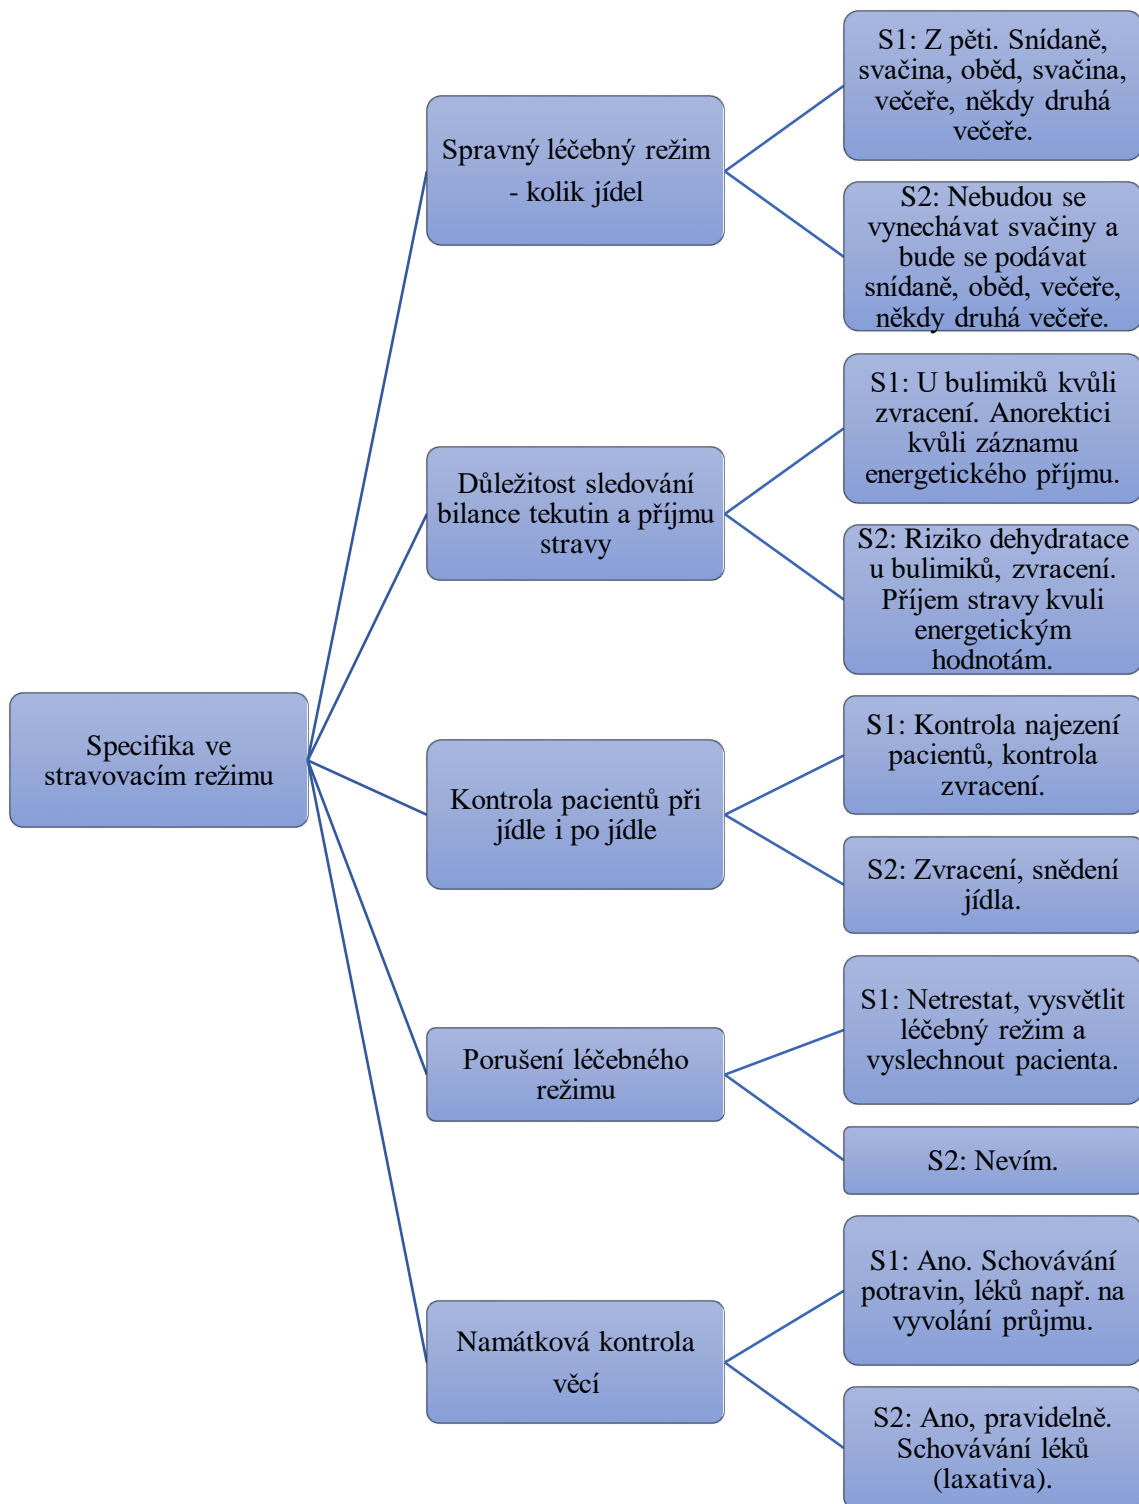 Specifika ve
stravovacím režimu
Spravný léčebný režim
- kolik jídel
S1: Z pěti. Snídaně,
svačina, oběd, svačina,
večeře, někdy druhá
večeře.
S2: Nebudou se
vynechávat svačiny a
bude se podávat
snídaně, oběd, večeře,
někdy druhá večeře.
Důležitost sledování
bilance tekutin a příjmu
stravy
S1: U bulimiků kvůli
zvracení. Anorektici
kvůli záznamu
energetického příjmu.
S2: Riziko dehydratace
u bulimiků, zvracení.
Příjem stravy kvuli
energetickým
hodnotám.
Kontrola pacientů při
jídle i po jídle
S1: Kontrola najezení
pacientů, kontrola
zvracení.
S2: Zvracení, snědení
jídla.
Porušení léčebného
režimu
S1: Netrestat, vysvětlit
léčebný režim a
vyslechnout pacienta.
S2: Nevím.
Namátková kontrola
věcí
S1: Ano. Schovávání
potravin, léků např. na
vyvolání průjmu.
S2: Ano, pravidelně.
Schovávání léků
(laxativa).